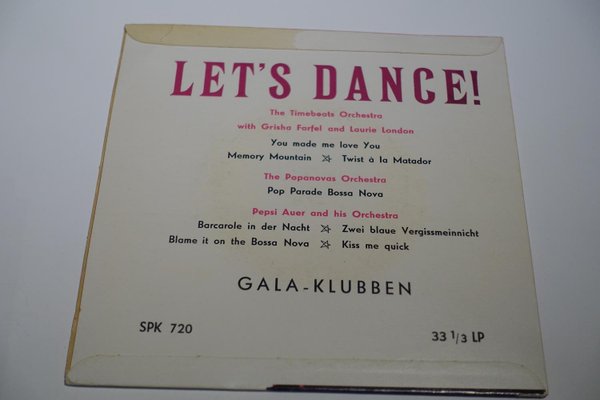 LET'S DANCE!
The Timebeats Orchestra
with Grisha Farfel and Laurie London
You made me love You
Memory Mountain ☆ Twist à la Matador
The Papanovas Orchestra
Pop Parade Bossa Nova
Pepsi Auer and his Orchestra
Barcarole in der Nacht ☆ Zwei blaue Vergissmeinnicht
Blame it on the Bossa Nova ☆ Kiss me quick
GALA-KLUBBEN
SPK 720 33 1/3 LP